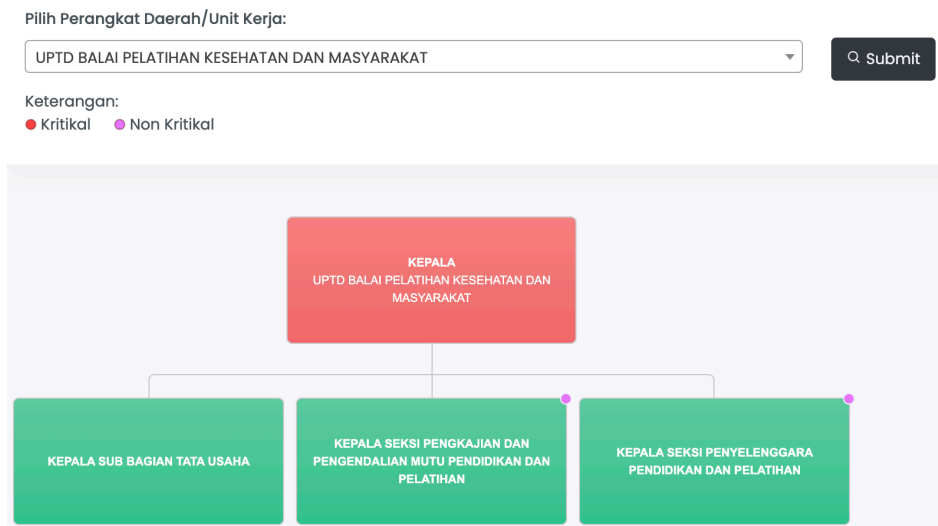 Pilih Perangkat Daerah/Unit Kerja:
UPTD BALAI PELATIHAN KESEHATAN DAN MASYARAKAT
Submit
Keterangan:
Kritikal Non Kritikal
KEPALA
UPTD BALAI PELATIHAN KESEHATAN DAN
MASYARAKAT
KEPALA SUB BAGIAN TATA USAHA
KEPALA SEKSI PENGKAJIAN DAN
PENGENDALIAN MUTU PENDIDIKAN DAN
PELATIHAN
KEPALA SEKSI PENYELENGGARA
PENDIDIKAN DAN PELATIHAN